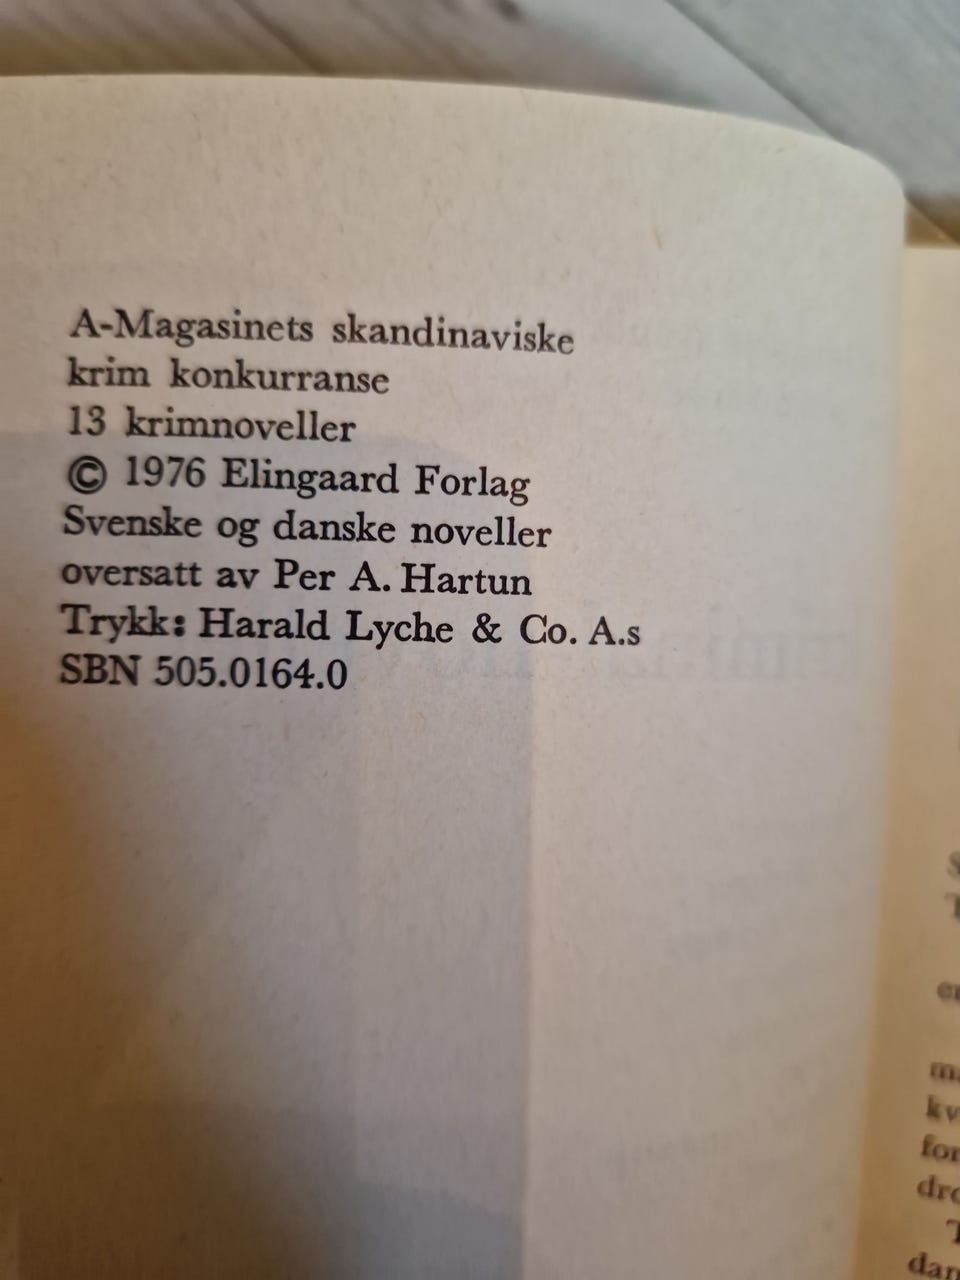 A-Magasinets skandinaviske
krim konkurranse
13 krimnoveller
© 1976 Elingaard Forlag
Svenske og danske noveller
oversatt av Per A. Hartun
Trykk: Harald Lyche & Co. A.s
SBN 505.0164.0